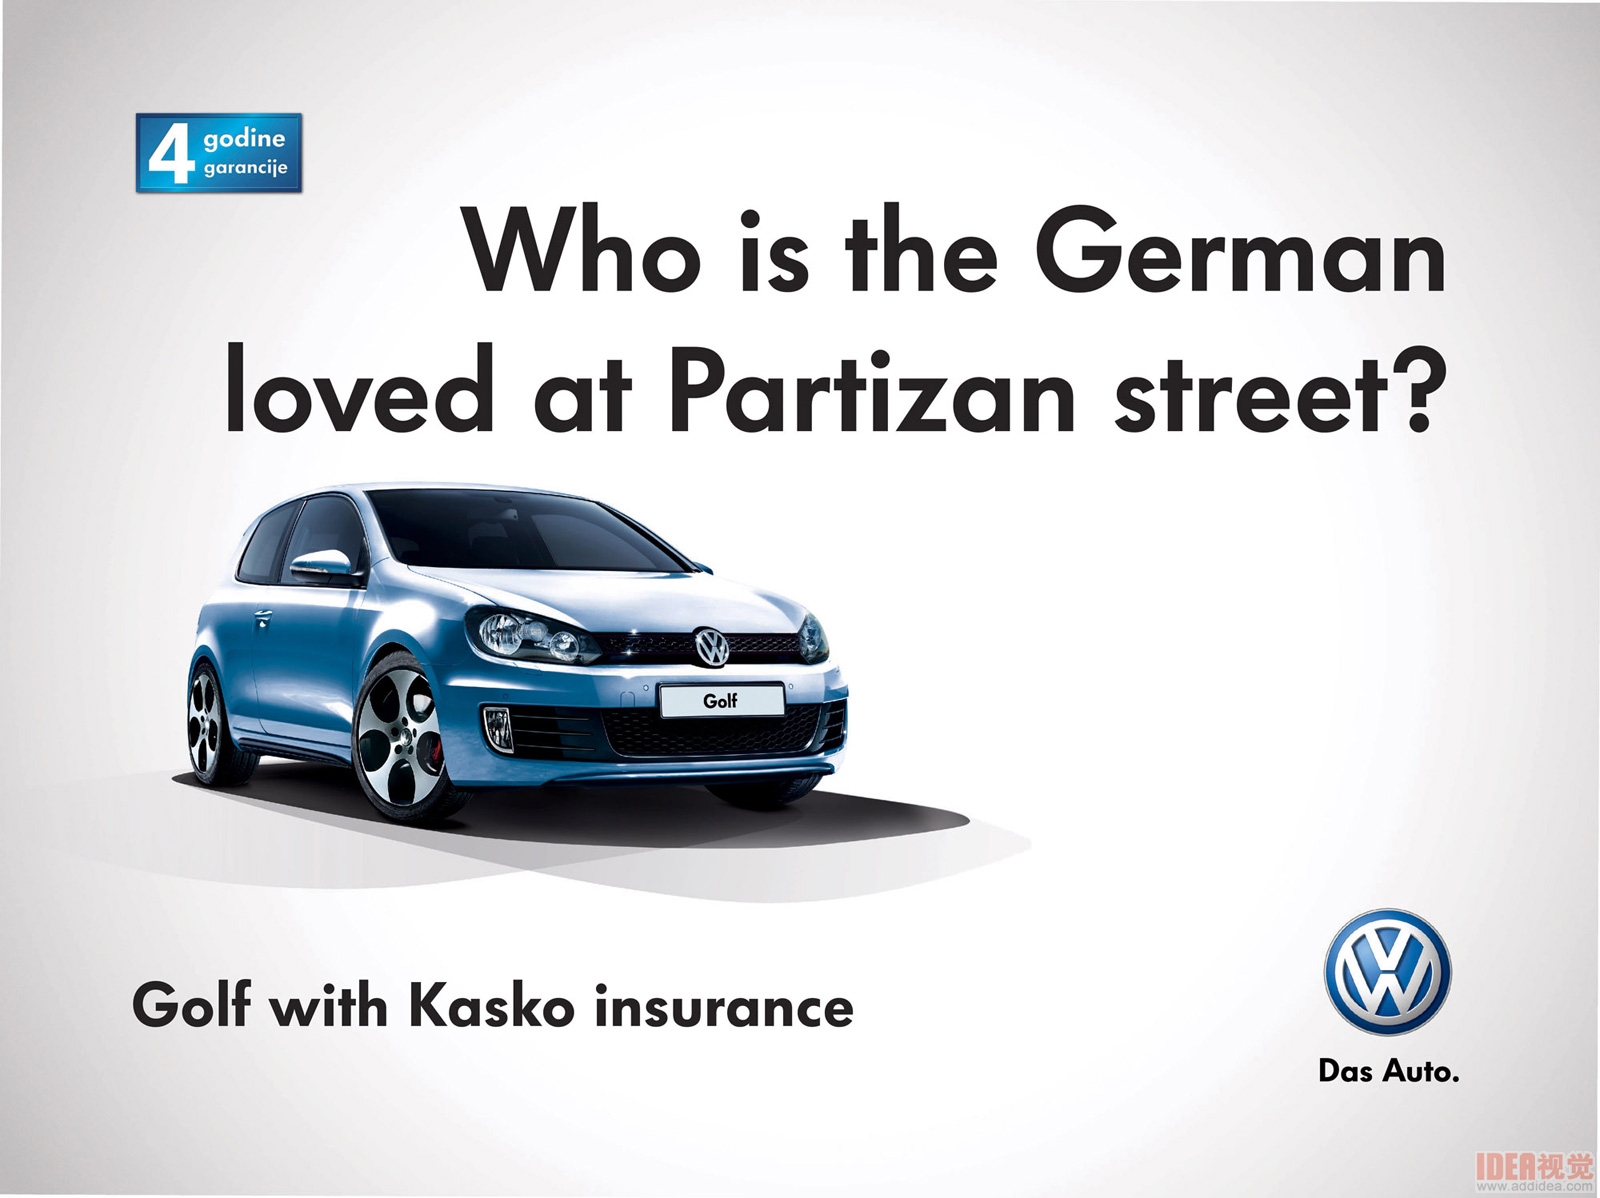 4 godine
garancije
Who is the German
loved at Partizan street?
Golf
Golf with Kasko insurance
Das Auto.
IDEA视觉
www.addidea.com